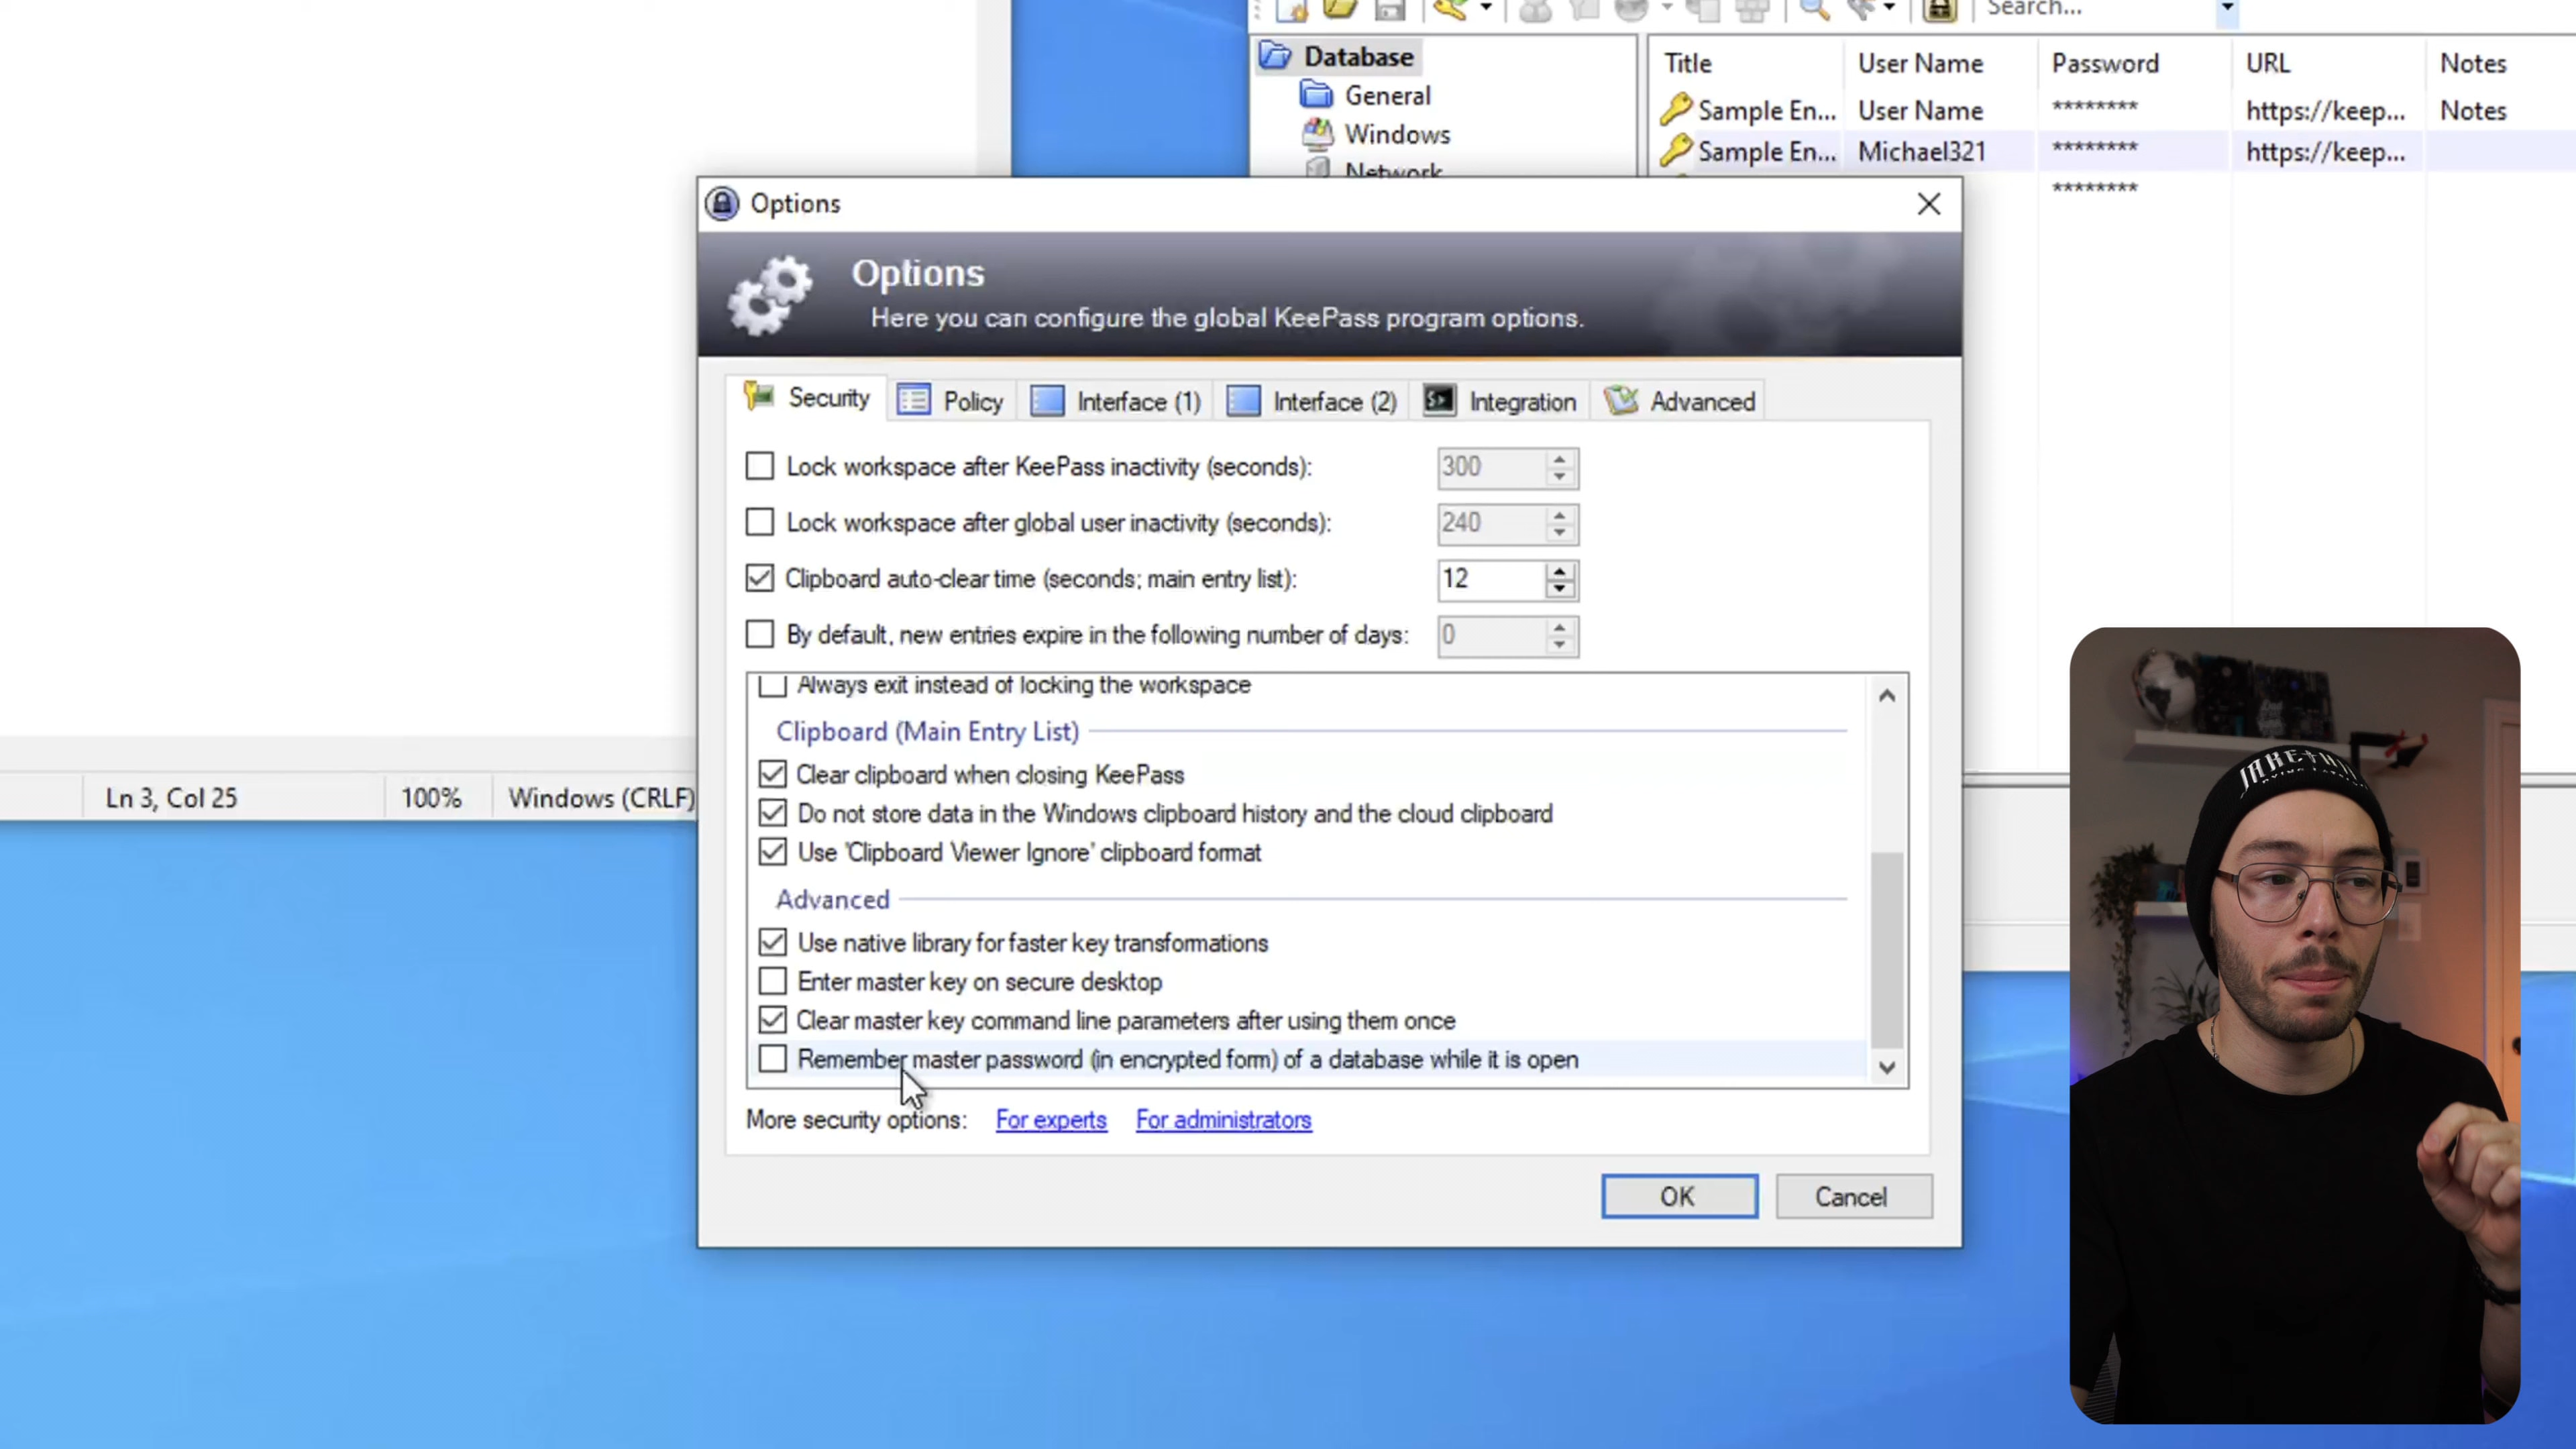 Search...
Database
General
Windows
Network
Title User Name Password URL Notes
Sample En... User Name ******** https://keep... Notes
Sample En... Michael321 ******** https://keep...
********
Options
Options
Here you can configure the global KeePass program options.
Security Policy Interface (1) Interface (2) Integration Advanced
Lock workspace after KeePass inactivity (seconds): 300
Lock workspace after global user inactivity (seconds): 240
Clipboard auto-clear time (seconds; main entry list): 12
By default, new entries expire in the following number of days: 0
Always exit instead of locking the workspace
Clipboard (Main Entry List)
Clear clipboard when closing KeePass
Do not store data in the Windows clipboard history and the cloud clipboard
Use 'Clipboard Viewer Ignore' clipboard format
Advanced
Use native library for faster key transformations
Enter master key on secure desktop
Clear master key command line parameters after using them once
Remember master password (in encrypted form) of a database while it is open
More security options: For experts For administrators
OK Cancel
Ln 3, Col 25 100% Windows (CRLF)